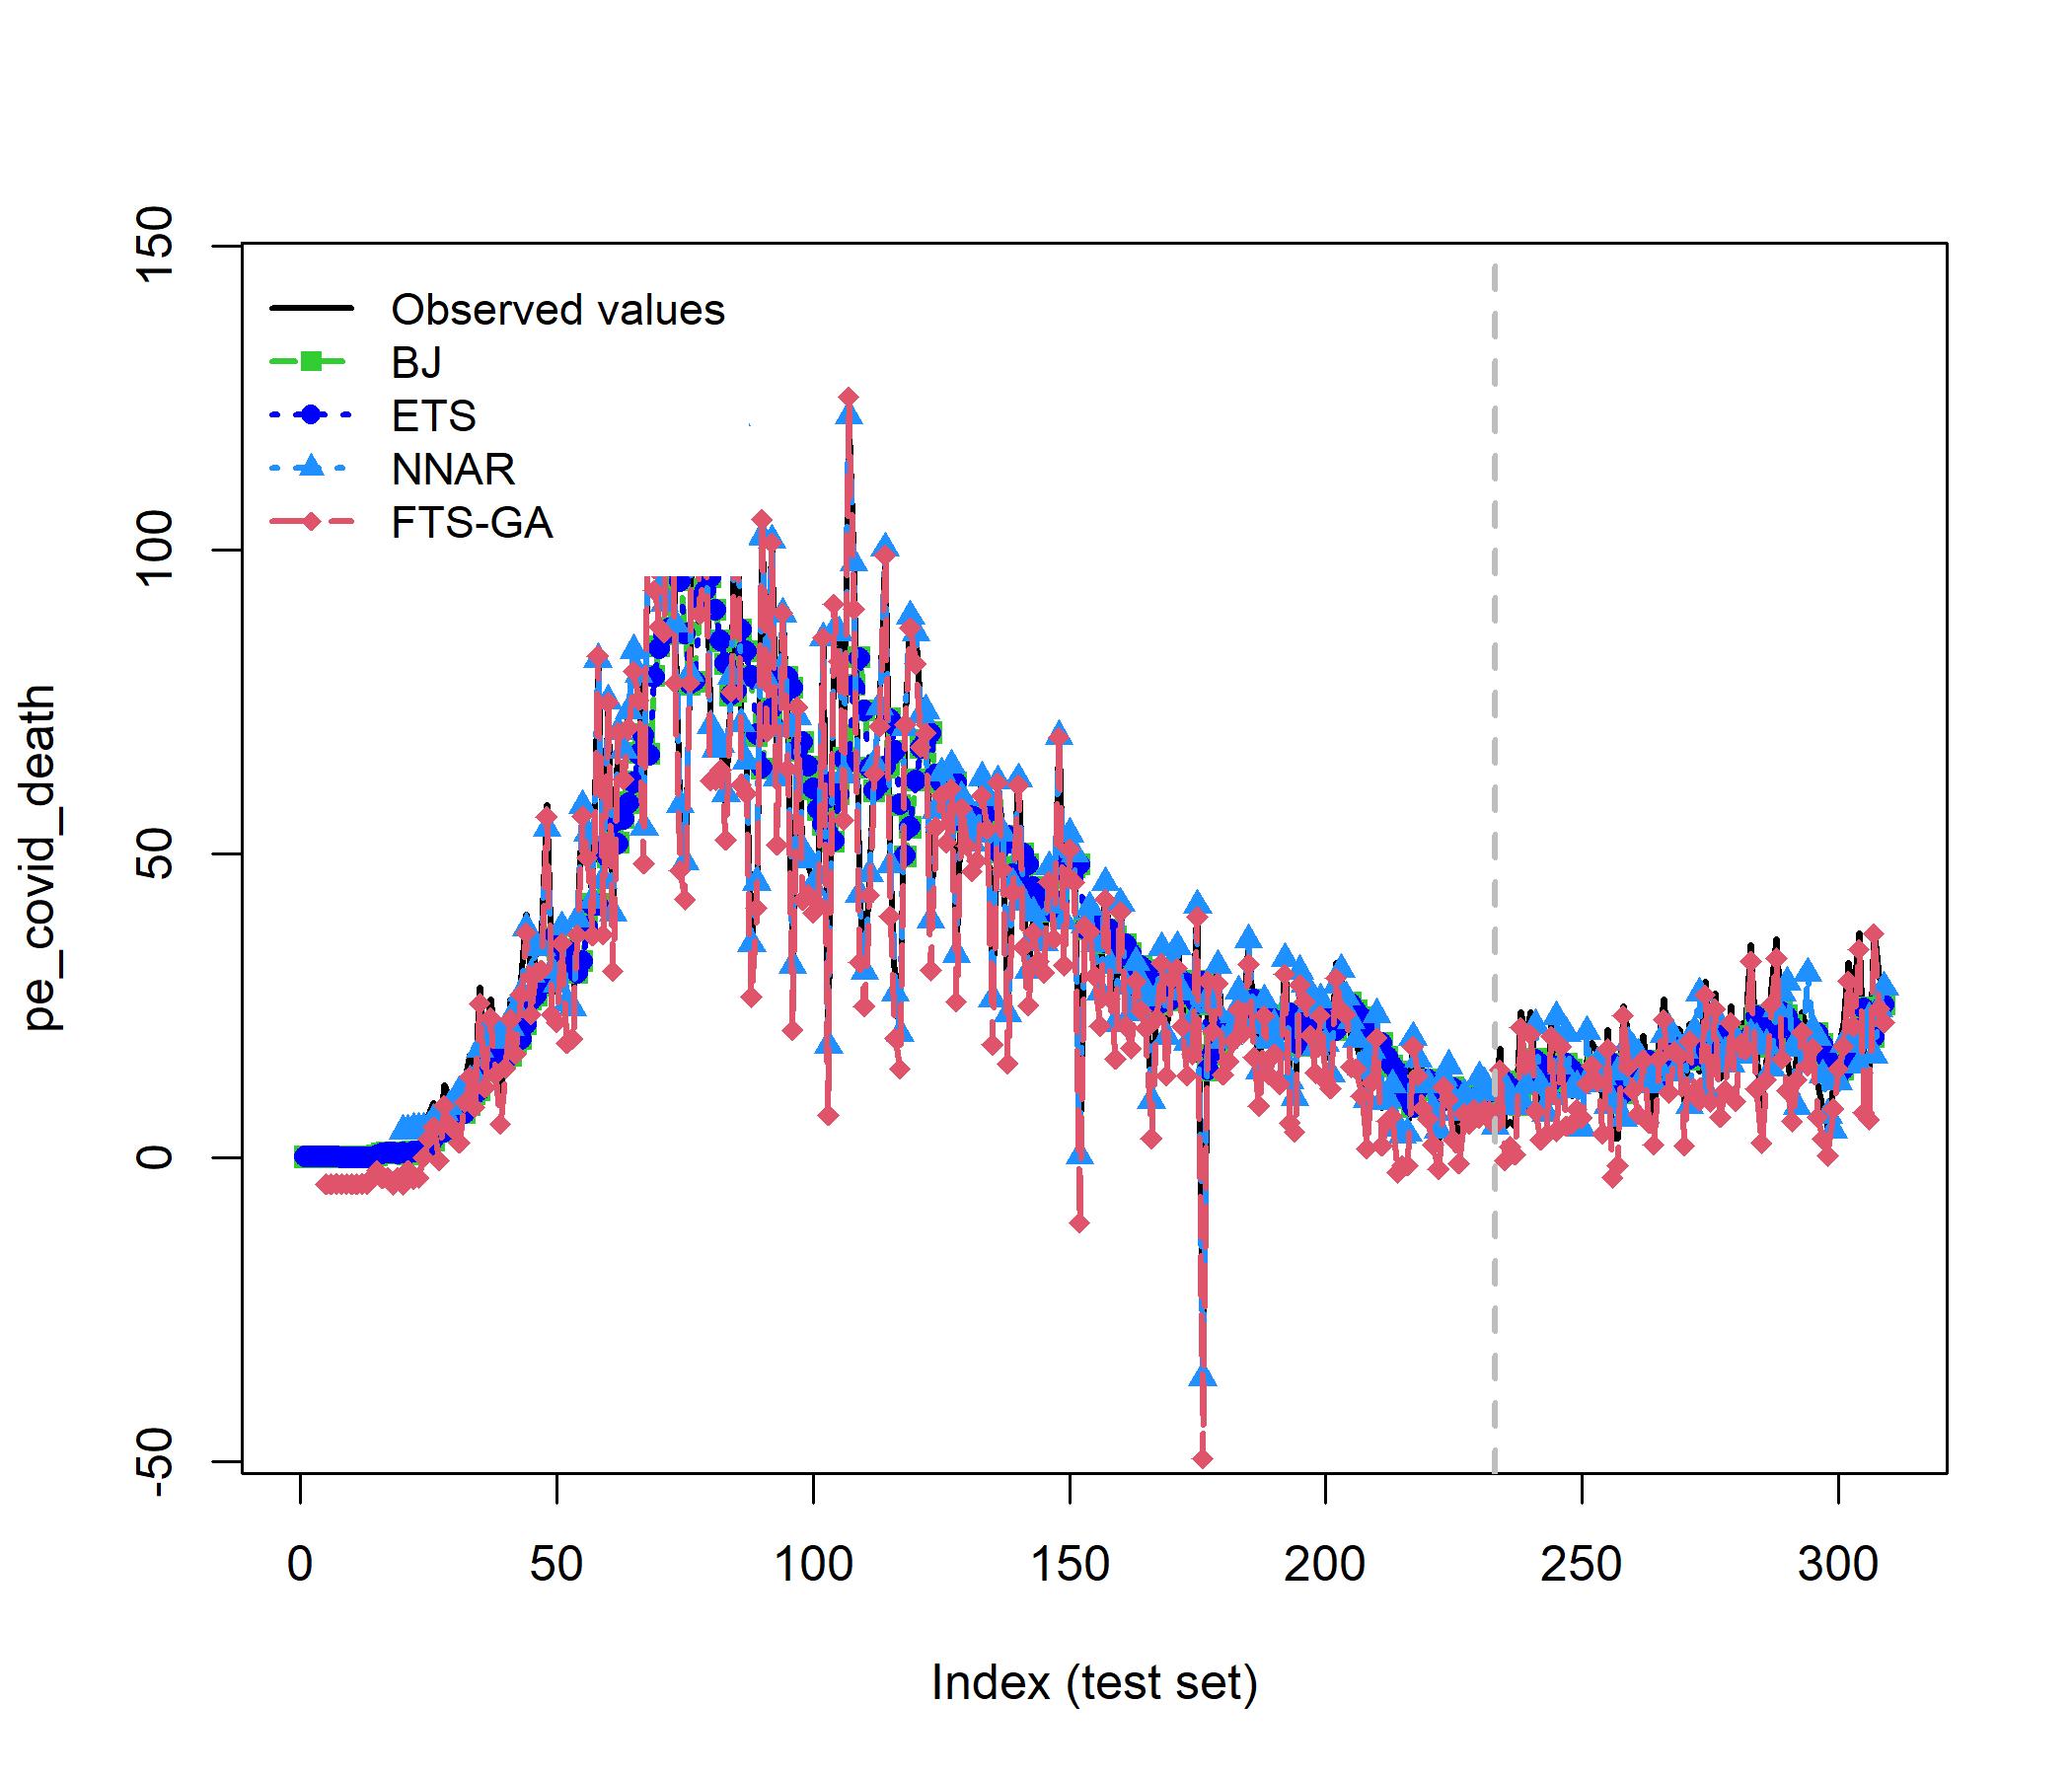 150
100
50
0
-50
pe_covid_death
Observed values
BJ
ETS
NNAR
FTS-GA
0 50 100 150 200 250 300
Index (test set)